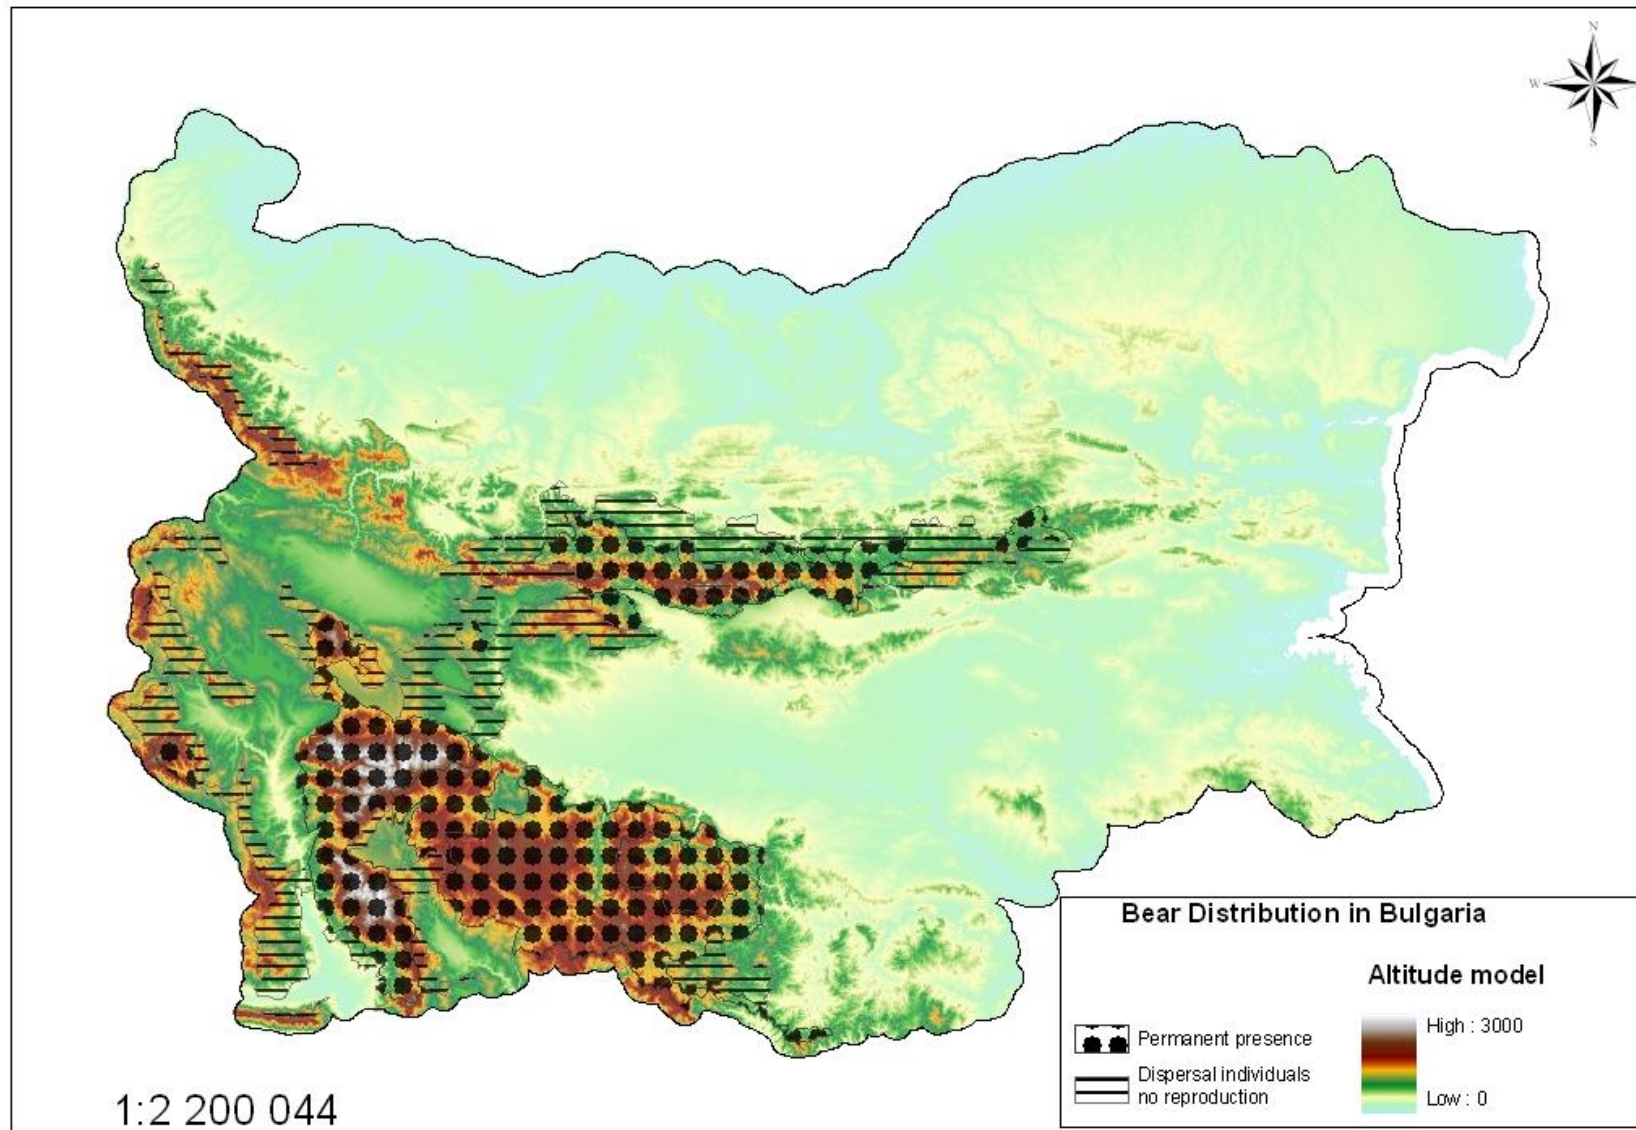 N
W
S
Bear Distribution in Bulgaria
Altitude model
High : 3000
Permanent presence
Dispersal individuals
no reproduction
Low : 0
1:2 200 044